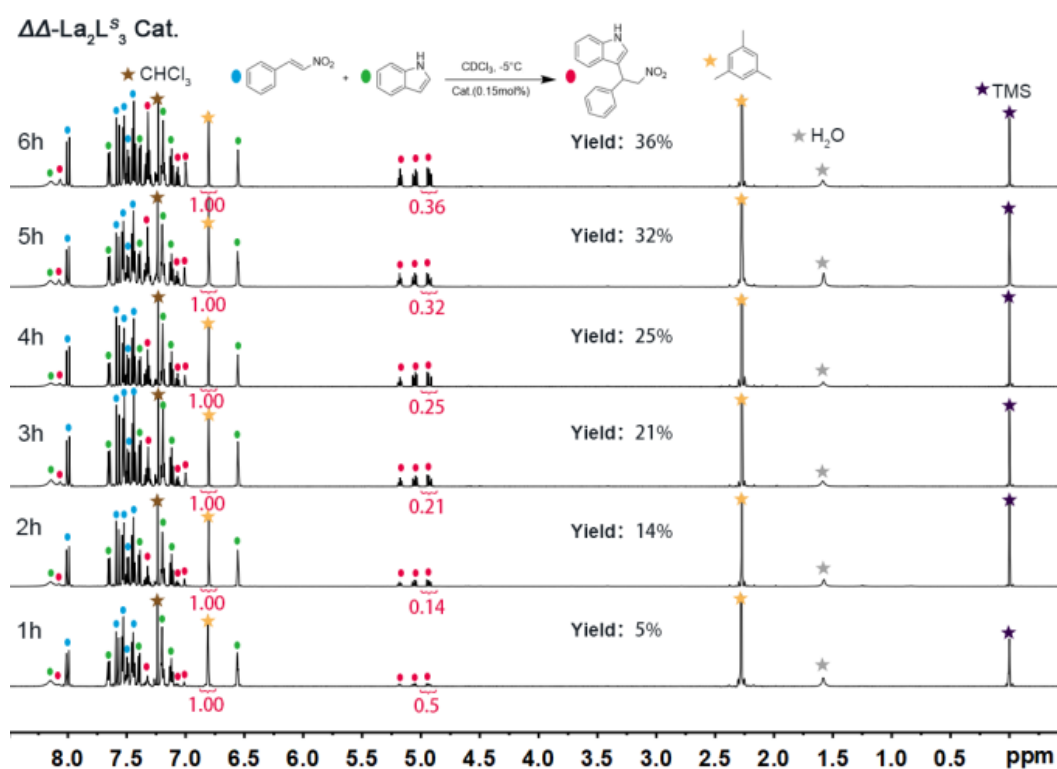 ΔΔ-La₂Lˢ₃ Cat.
CHCl₃
NO₂
+
H
N
CDCl₃, -5°C
Cat.(0.15mol%)
H
N
NO₂
TMS
6h
Yield: 36%
H₂O
1.00
0.36
5h
Yield: 32%
1.00
0.32
4h
Yield: 25%
1.00
0.25
3h
Yield: 21%
1.00
0.21
2h
Yield: 14%
1.00
0.14
1h
Yield: 5%
1.00
0.5
8.0 7.5 7.0 6.5 6.0 5.5 5.0 4.5 4.0 3.5 3.0 2.5 2.0 1.5 1.0 0.5 ppm